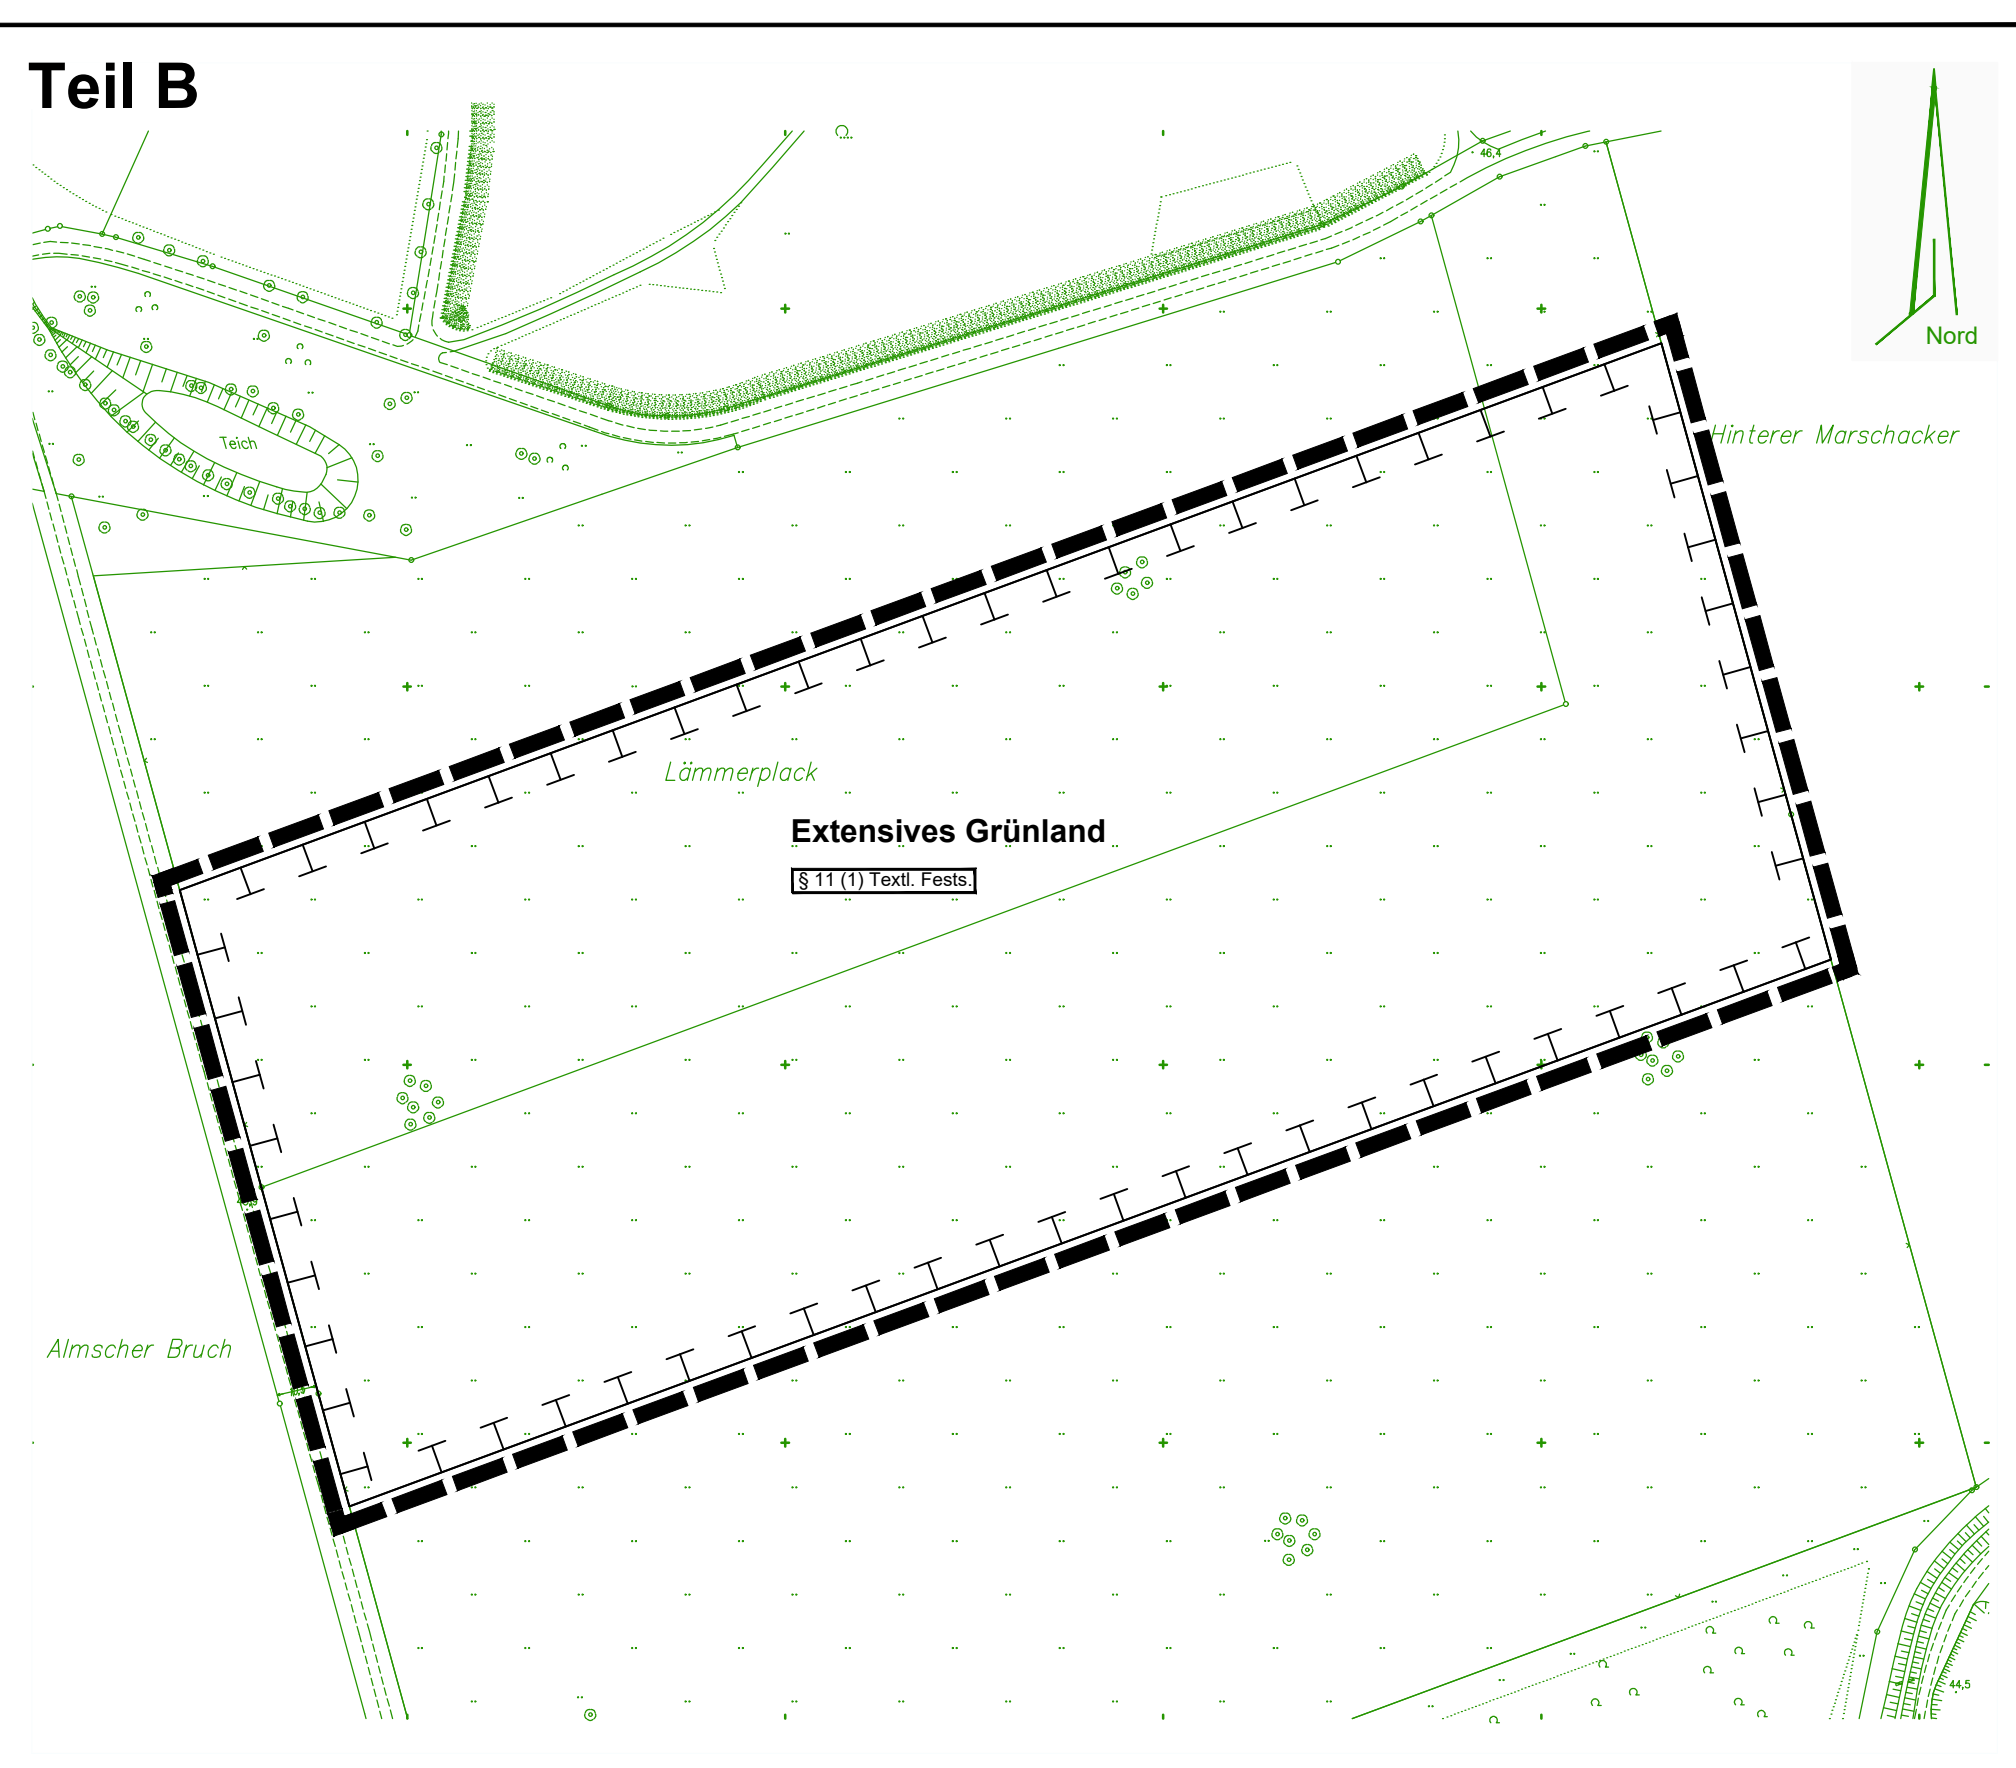 Teil B
46,4
Nord
Hinterer Marschacker
Teich
Lämmerplack
Extensives Grünland
§ 11 (1) Textl. Fests.
Almscher Bruch
44,5